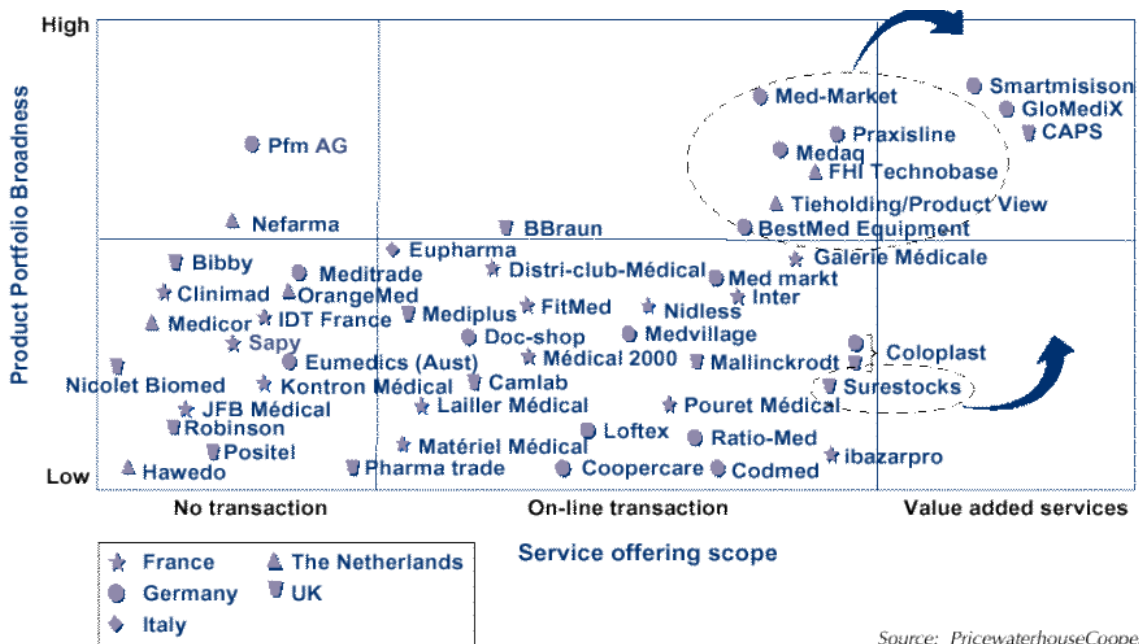 High
Product Portfolio Broadness
Smartmisison
Med-Market
GloMediX
Praxisline
CAPS
Pfm AG
Medaq
FHI Technobase
Tieholding/Product View
Nefarma
BBraun
BestMed Equipment
Eupharma
Galerie Médicale
Bibby
Meditrade
Distri-club-Médical
Med markt
Clinimad
OrangeMed
Inter
FitMed
Nidless
Mediplus
IDT France
Medicor
Doc-shop
Medvillage
Sapy
Coloplast
Eumedics (Aust)
Médical 2000
Mallinckrodt
Nicolet Biomed
Kontron Médical
Camlab
Surestocks
JFB Médical
Lailler Médical
Pouret Médical
Robinson
Loftex
Ratio-Med
Positel
Matériel Médical
ibazarpro
Hawedo
Pharma trade
Coopercare
Codmed
Low
No transaction
On-line transaction
Value added services
Service offering scope
France
The Netherlands
Germany
UK
Italy
Source: PricewaterhouseCoope